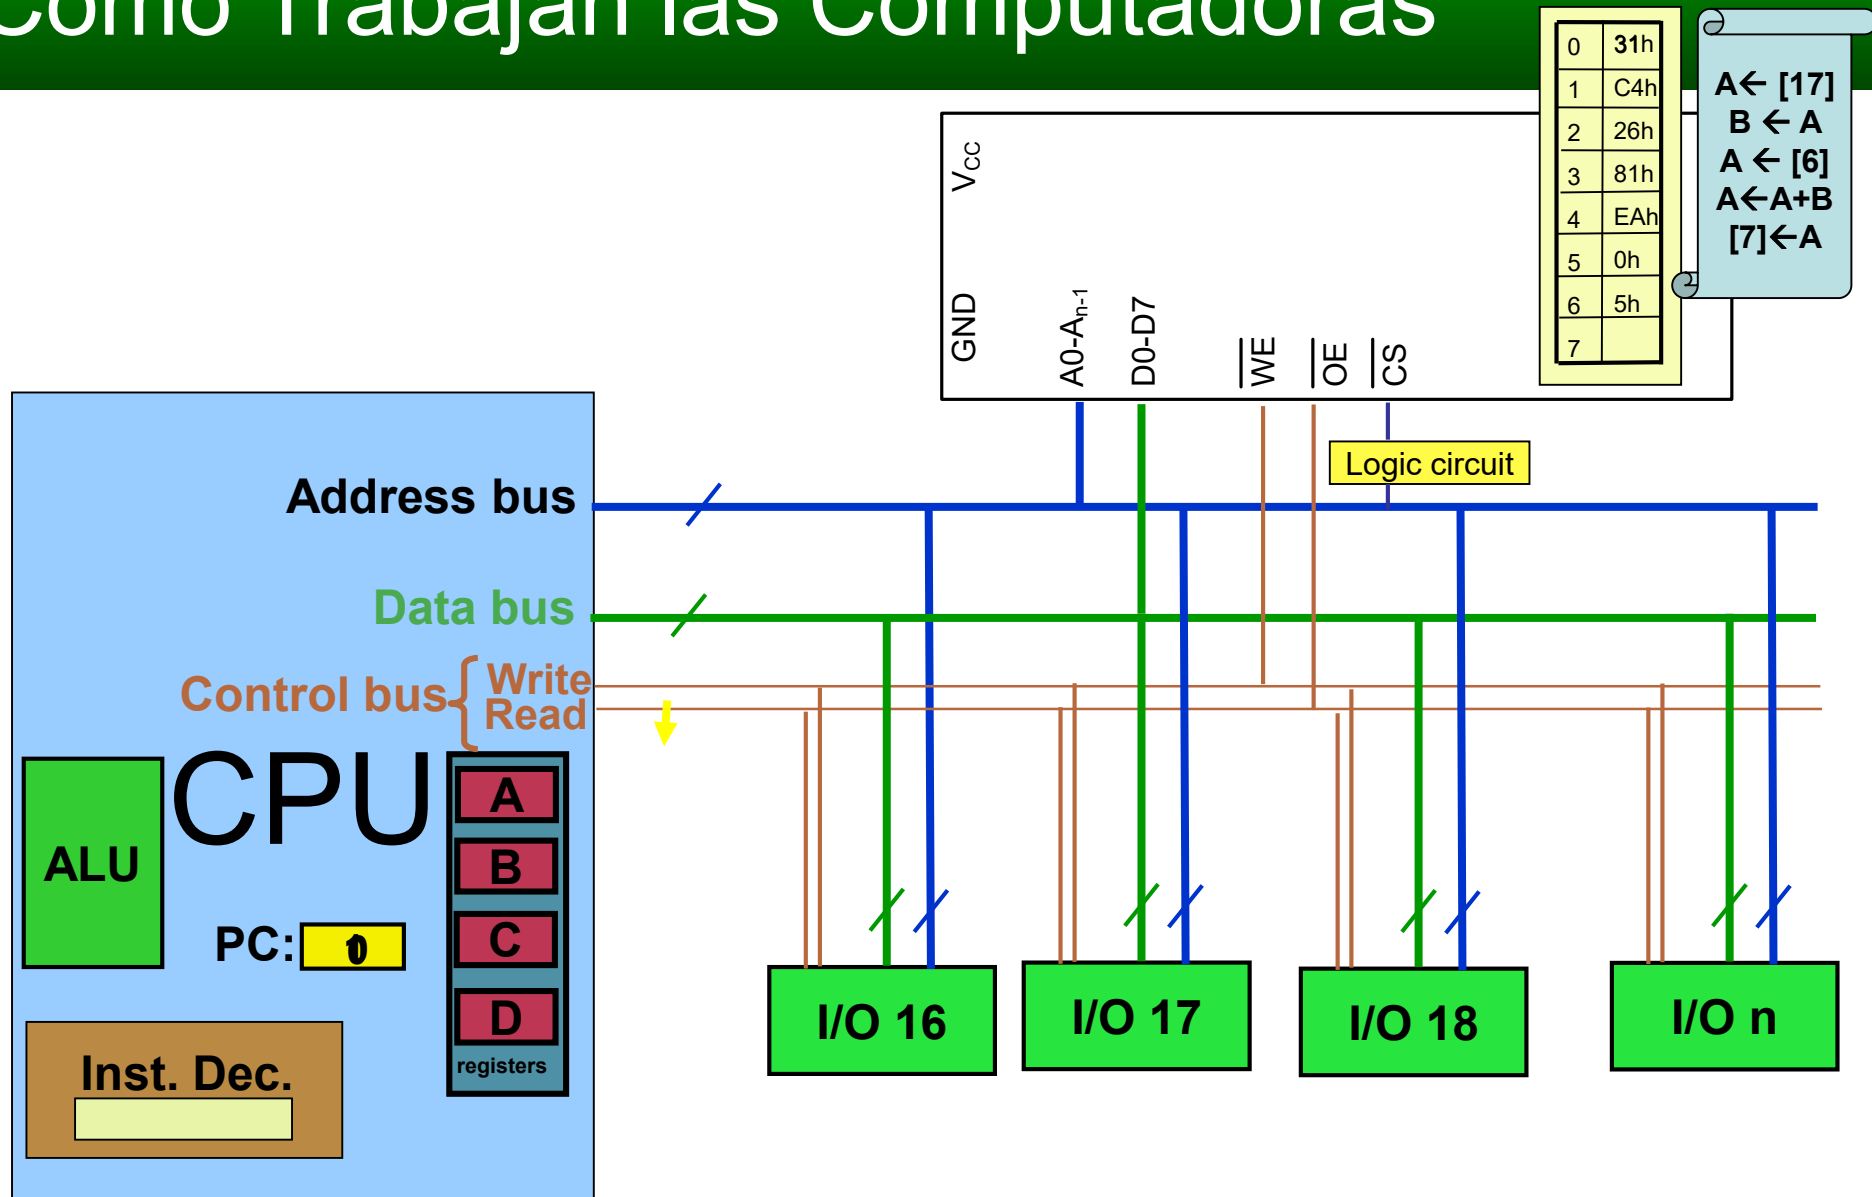 Como Trabajan las Computadoras
0 31h
1 C4h
2 26h
3 81h
4 EAh
5 0h
6 5h
7
A← [17]
B ← A
A ← [6]
A←A+B
[7]←A
VCC
GND
A0-An-1
D0-D7
WE
OE
CS
Logic circuit
Address bus
Data bus
Control bus
Write
Read
CPU
ALU
A
B
C
D
registers
PC:
Inst. Dec.
I/O 16
I/O 17
I/O 18
I/O n